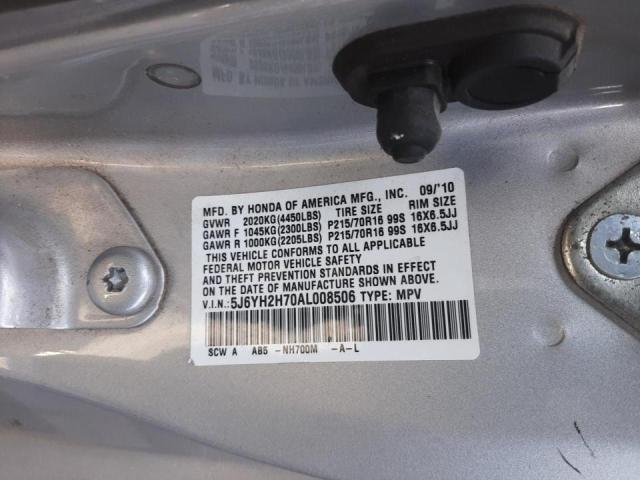 MFD. BY HONDA OF AMERICA MFG., INC. 09/'10
GVWR 2020KG(4450LBS) TIRE SIZE RIM SIZE
GAWR F 1045KG(2300LBS) P215/70R16 99S 16X6.5JJ
GAWR R 1000KG(2205LBS) P215/70R16 99S 16X6.5JJ
THIS VEHICLE CONFORMS TO ALL APPLICABLE
FEDERAL MOTOR VEHICLE SAFETY
AND THEFT PREVENTION STANDARDS IN EFFECT
ON THE DATE OF MANUFACTURE SHOWN ABOVE.
V.I.N.: 5J6YH2H70AL008506 TYPE: MPV
SCW A AB5 -NH700M -A-L